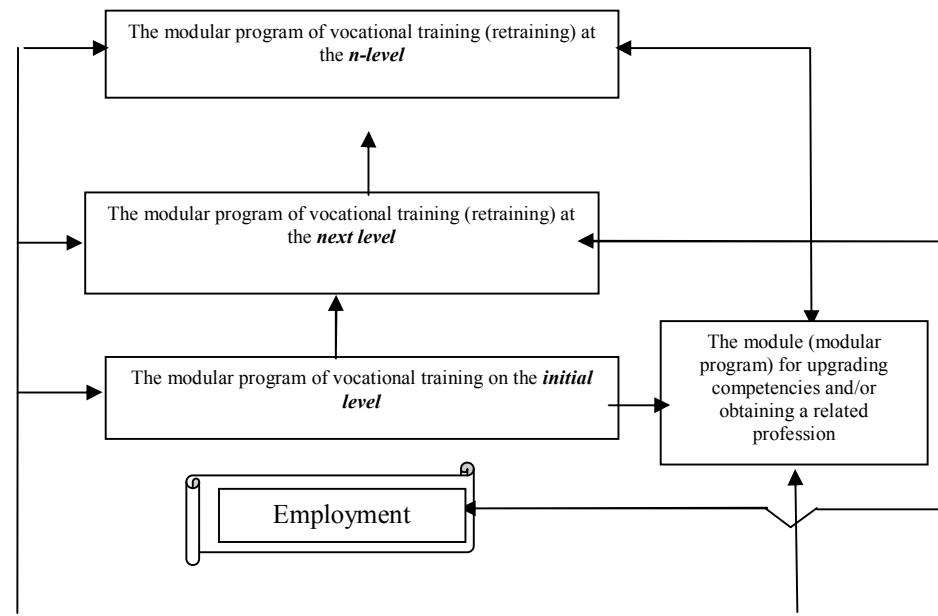 The modular program of vocational training (retraining) at
the n-level
The modular program of vocational training (retraining) at
the next level
The modular program of vocational training on the initial
level
The module (modular
program) for upgrading
competencies and/or
obtaining a related
profession
Employment